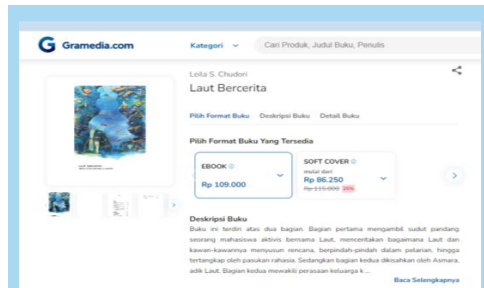 Gramedia.com
Kategori
Cari Produk, Judul Buku, Penulis
Leila S. Chudori
Laut Bercerita
Pilih Format Buku Deskripsi Buku Detail Buku
Pilih Format Buku Yang Tersedia
EBOOK
Rp 109.000
SOFT COVER
mulai dari
Rp 86.250
Rp 115.000 25%
Deskripsi Buku
Buku ini terdiri atas dua bagian. Bagian pertama mengambil sudut pandang
seorang mahasiswa aktivis bernama Laut, menceritakan bagaimana Laut dan
kawan-kawannya menyusun rencana, berpindah-pindah dalam pelarian, hingga
tertangkap oleh pasukan rahasia. Sedangkan bagian kedua dikisahkan oleh Asmara,
adik Laut. Bagian kedua mewakili perasaan keluarga k ...
Baca Selengkapnya